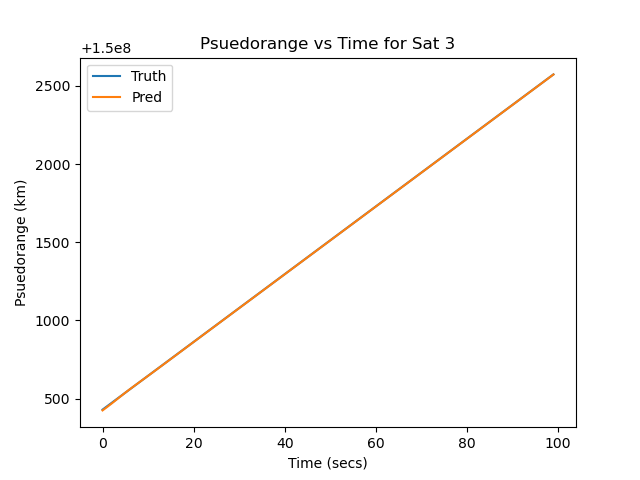 Psuedorange vs Time for Sat 3
+1.5e8
Truth
Pred
2500
2000
1500
1000
500
Psuedorange (km)
0 20 40 60 80 100
Time (secs)